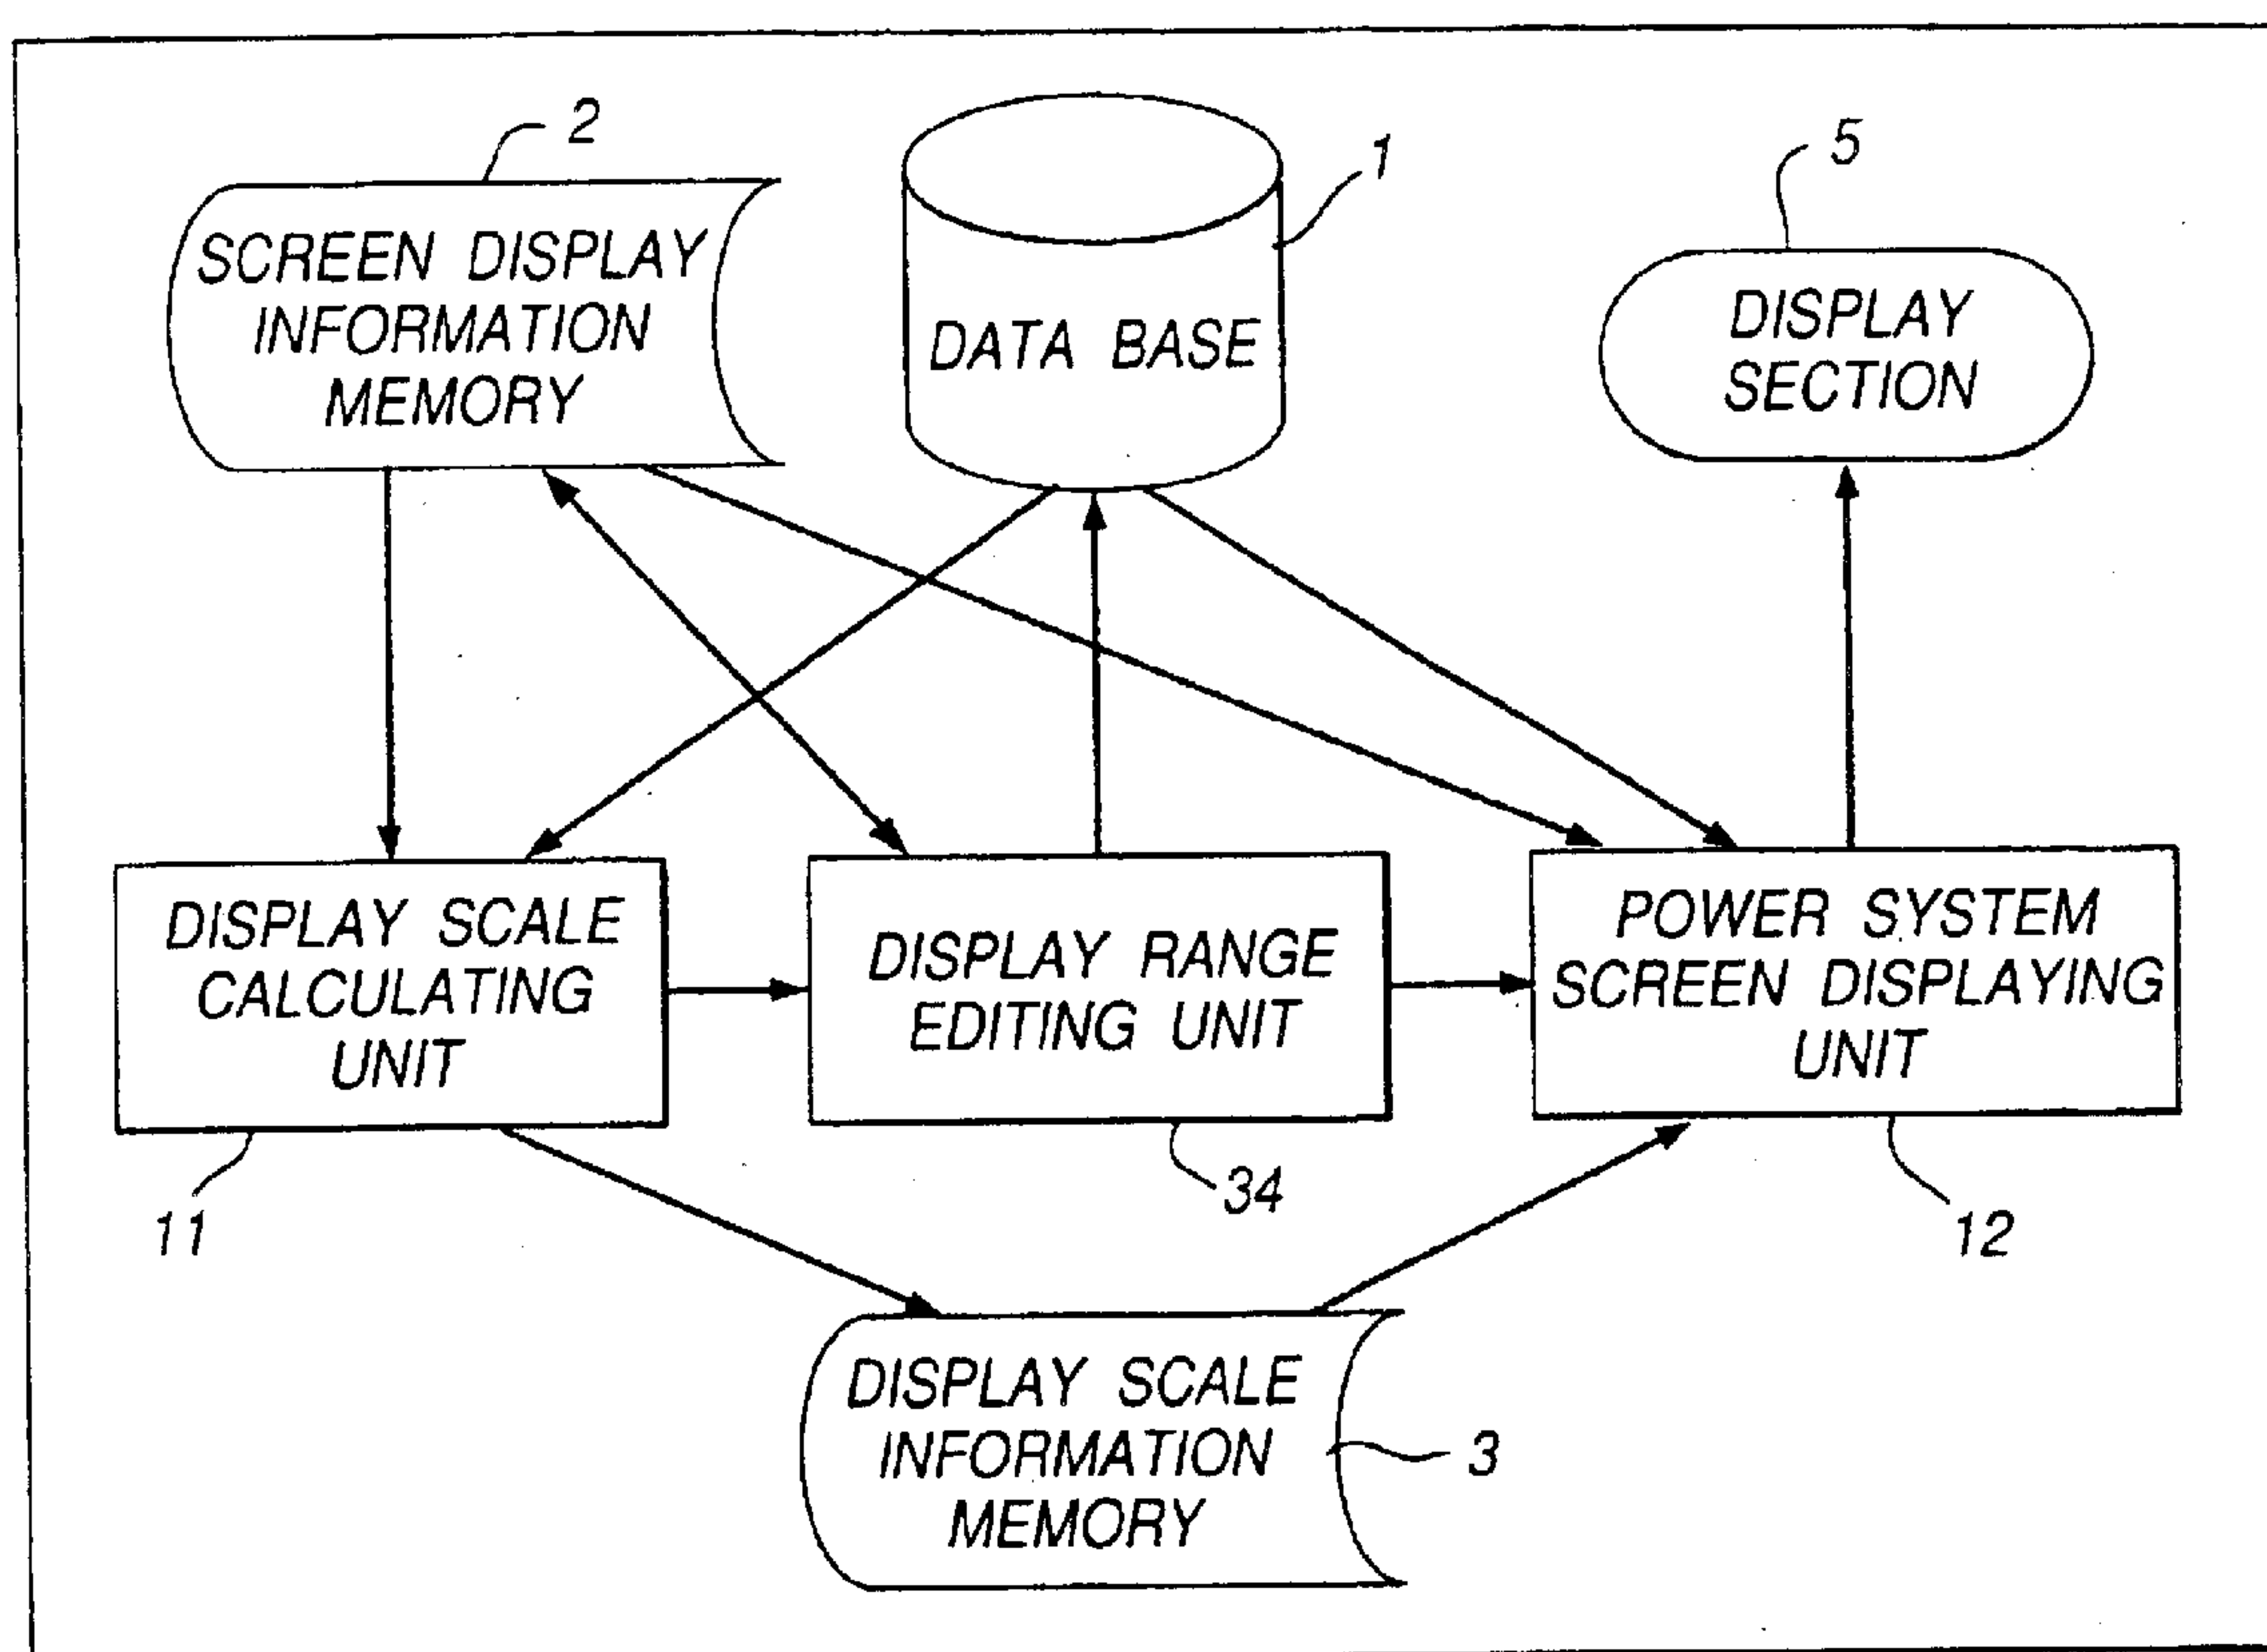 2
SCREEN DISPLAY
INFORMATION
MEMORY
1
DATA BASE
5
DISPLAY
SECTION
DISPLAY SCALE
CALCULATING
UNIT
11
DISPLAY RANGE
EDITING UNIT
34
POWER SYSTEM
SCREEN DISPLAYING
UNIT
12
DISPLAY SCALE
INFORMATION
MEMORY
3